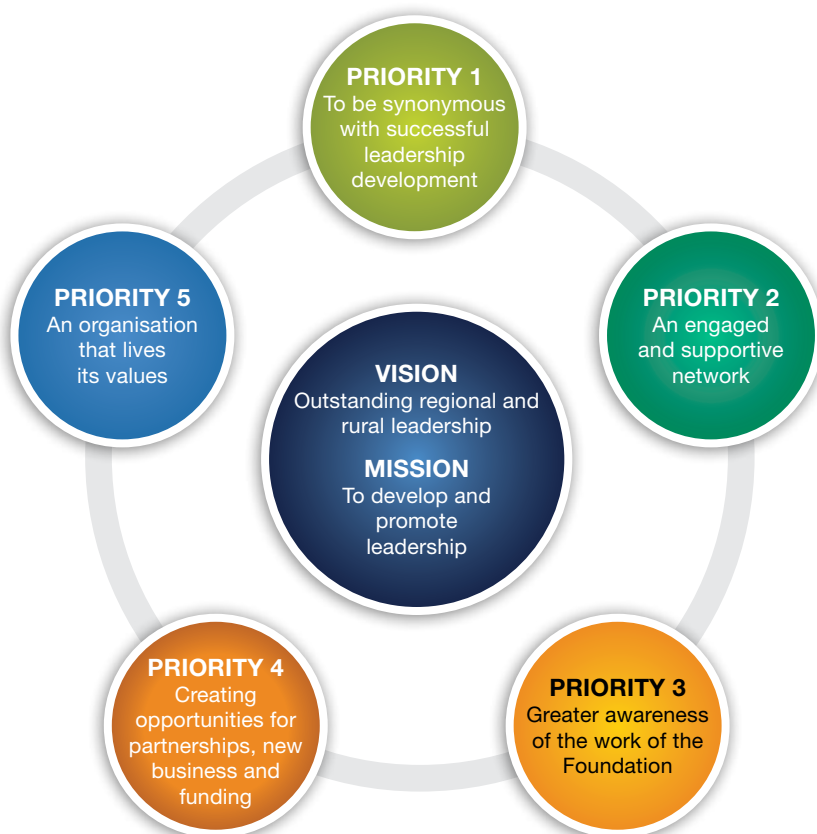 PRIORITY 1
To be synonymous
with successful
leadership
development
PRIORITY 2
An engaged
and supportive
network
PRIORITY 3
Greater awareness
of the work of the
Foundation
PRIORITY 4
Creating
opportunities for
partnerships, new
business and
funding
PRIORITY 5
An organisation
that lives
its values
VISION
Outstanding regional and
rural leadership
MISSION
To develop and
promote
leadership